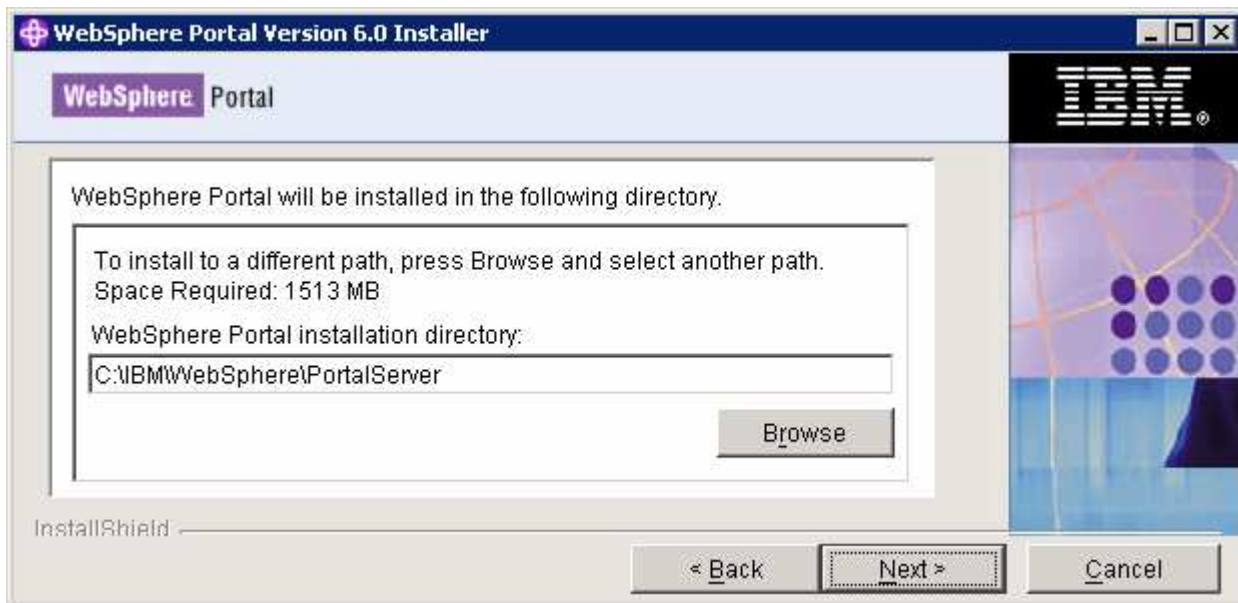 WebSphere Portal Version 6.0 Installer
WebSphere Portal
IBM®
WebSphere Portal will be installed in the following directory.
To install to a different path, press Browse and select another path.
Space Required: 1513 MB
WebSphere Portal installation directory:
C:\IBM\WebSphere\PortalServer
Browse
InstallShield
< Back
Next >
Cancel